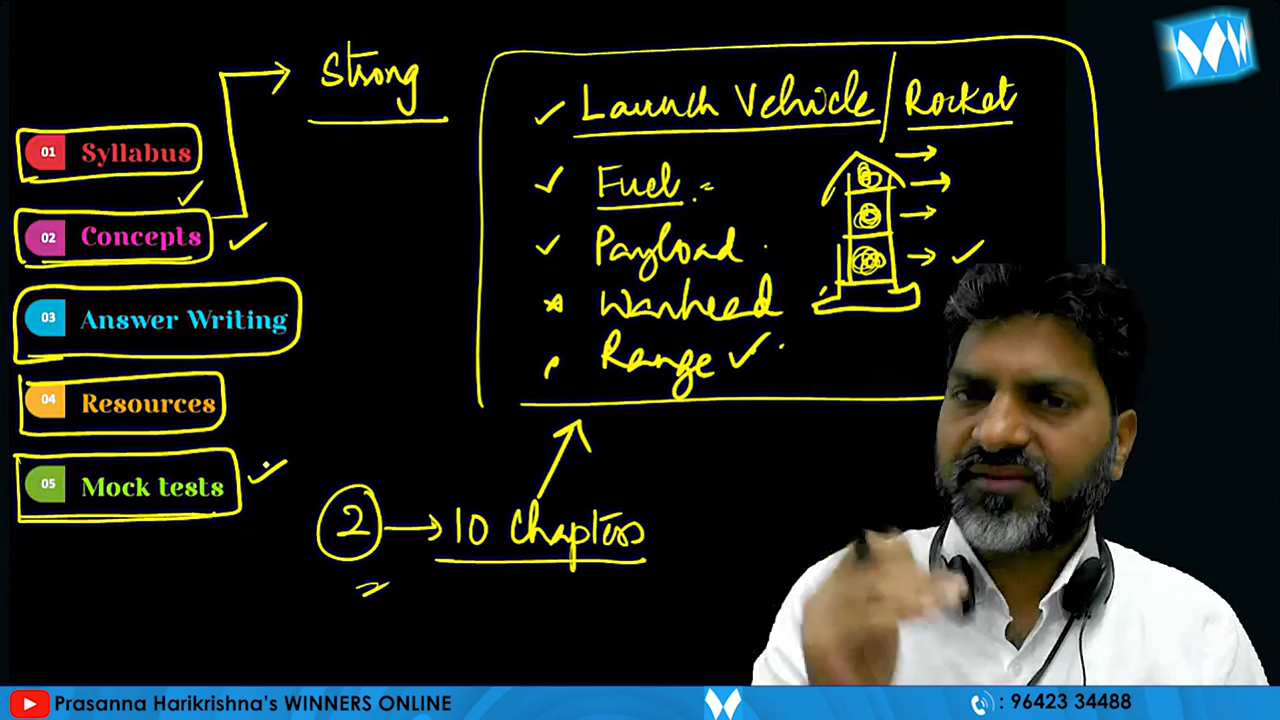 Strong
Launch Vehicle / Rocket
01 Syllabus
Fuel
02 Concepts
Payload
Warhead
03 Answer Writing
Range
04 Resources
05 Mock tests
2 → 10 Chapters
Prasanna Harikrishna's WINNERS ONLINE
W
: 96423 34488